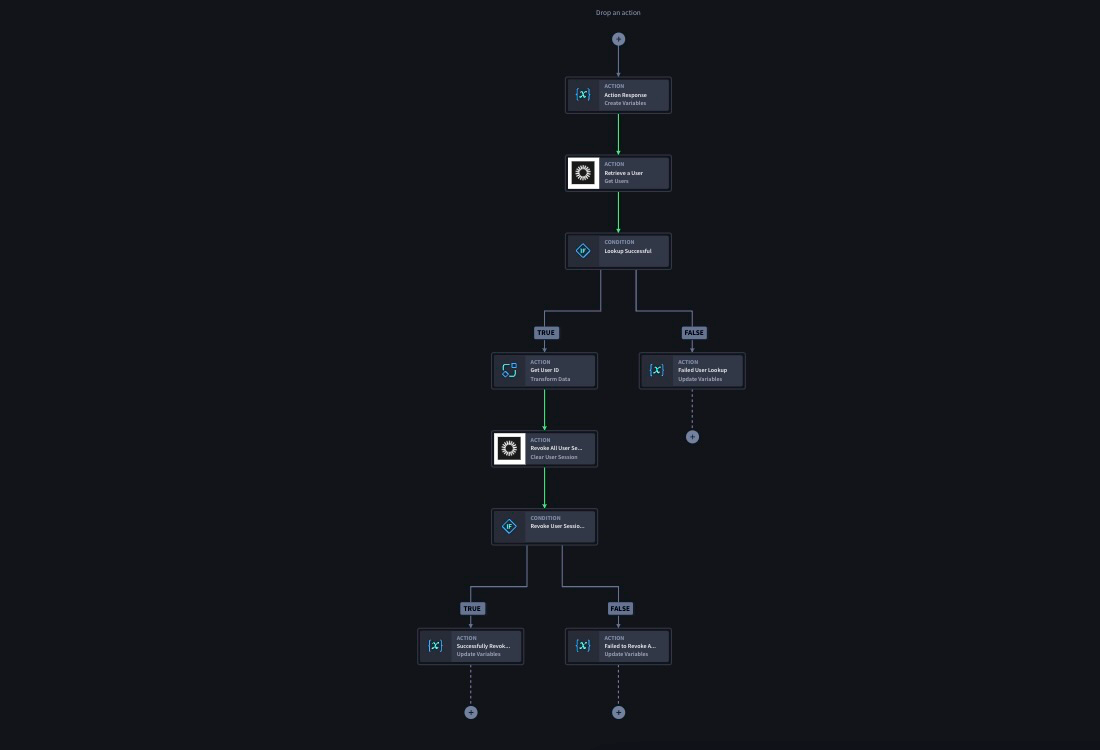 Drop an action
ACTION
Action Response
Create Variables
ACTION
Retrieve a User
Get Users
CONDITION
IF
Lookup Successful
TRUE
FALSE
ACTION
Get User ID
Transform Data
ACTION
Failed User Lookup
Update Variables
ACTION
Revoke All User Se...
Clear User Session
CONDITION
IF
Revoke User Sessio...
TRUE
FALSE
ACTION
Successfully Revok...
Update Variables
ACTION
Failed to Revoke A...
Update Variables